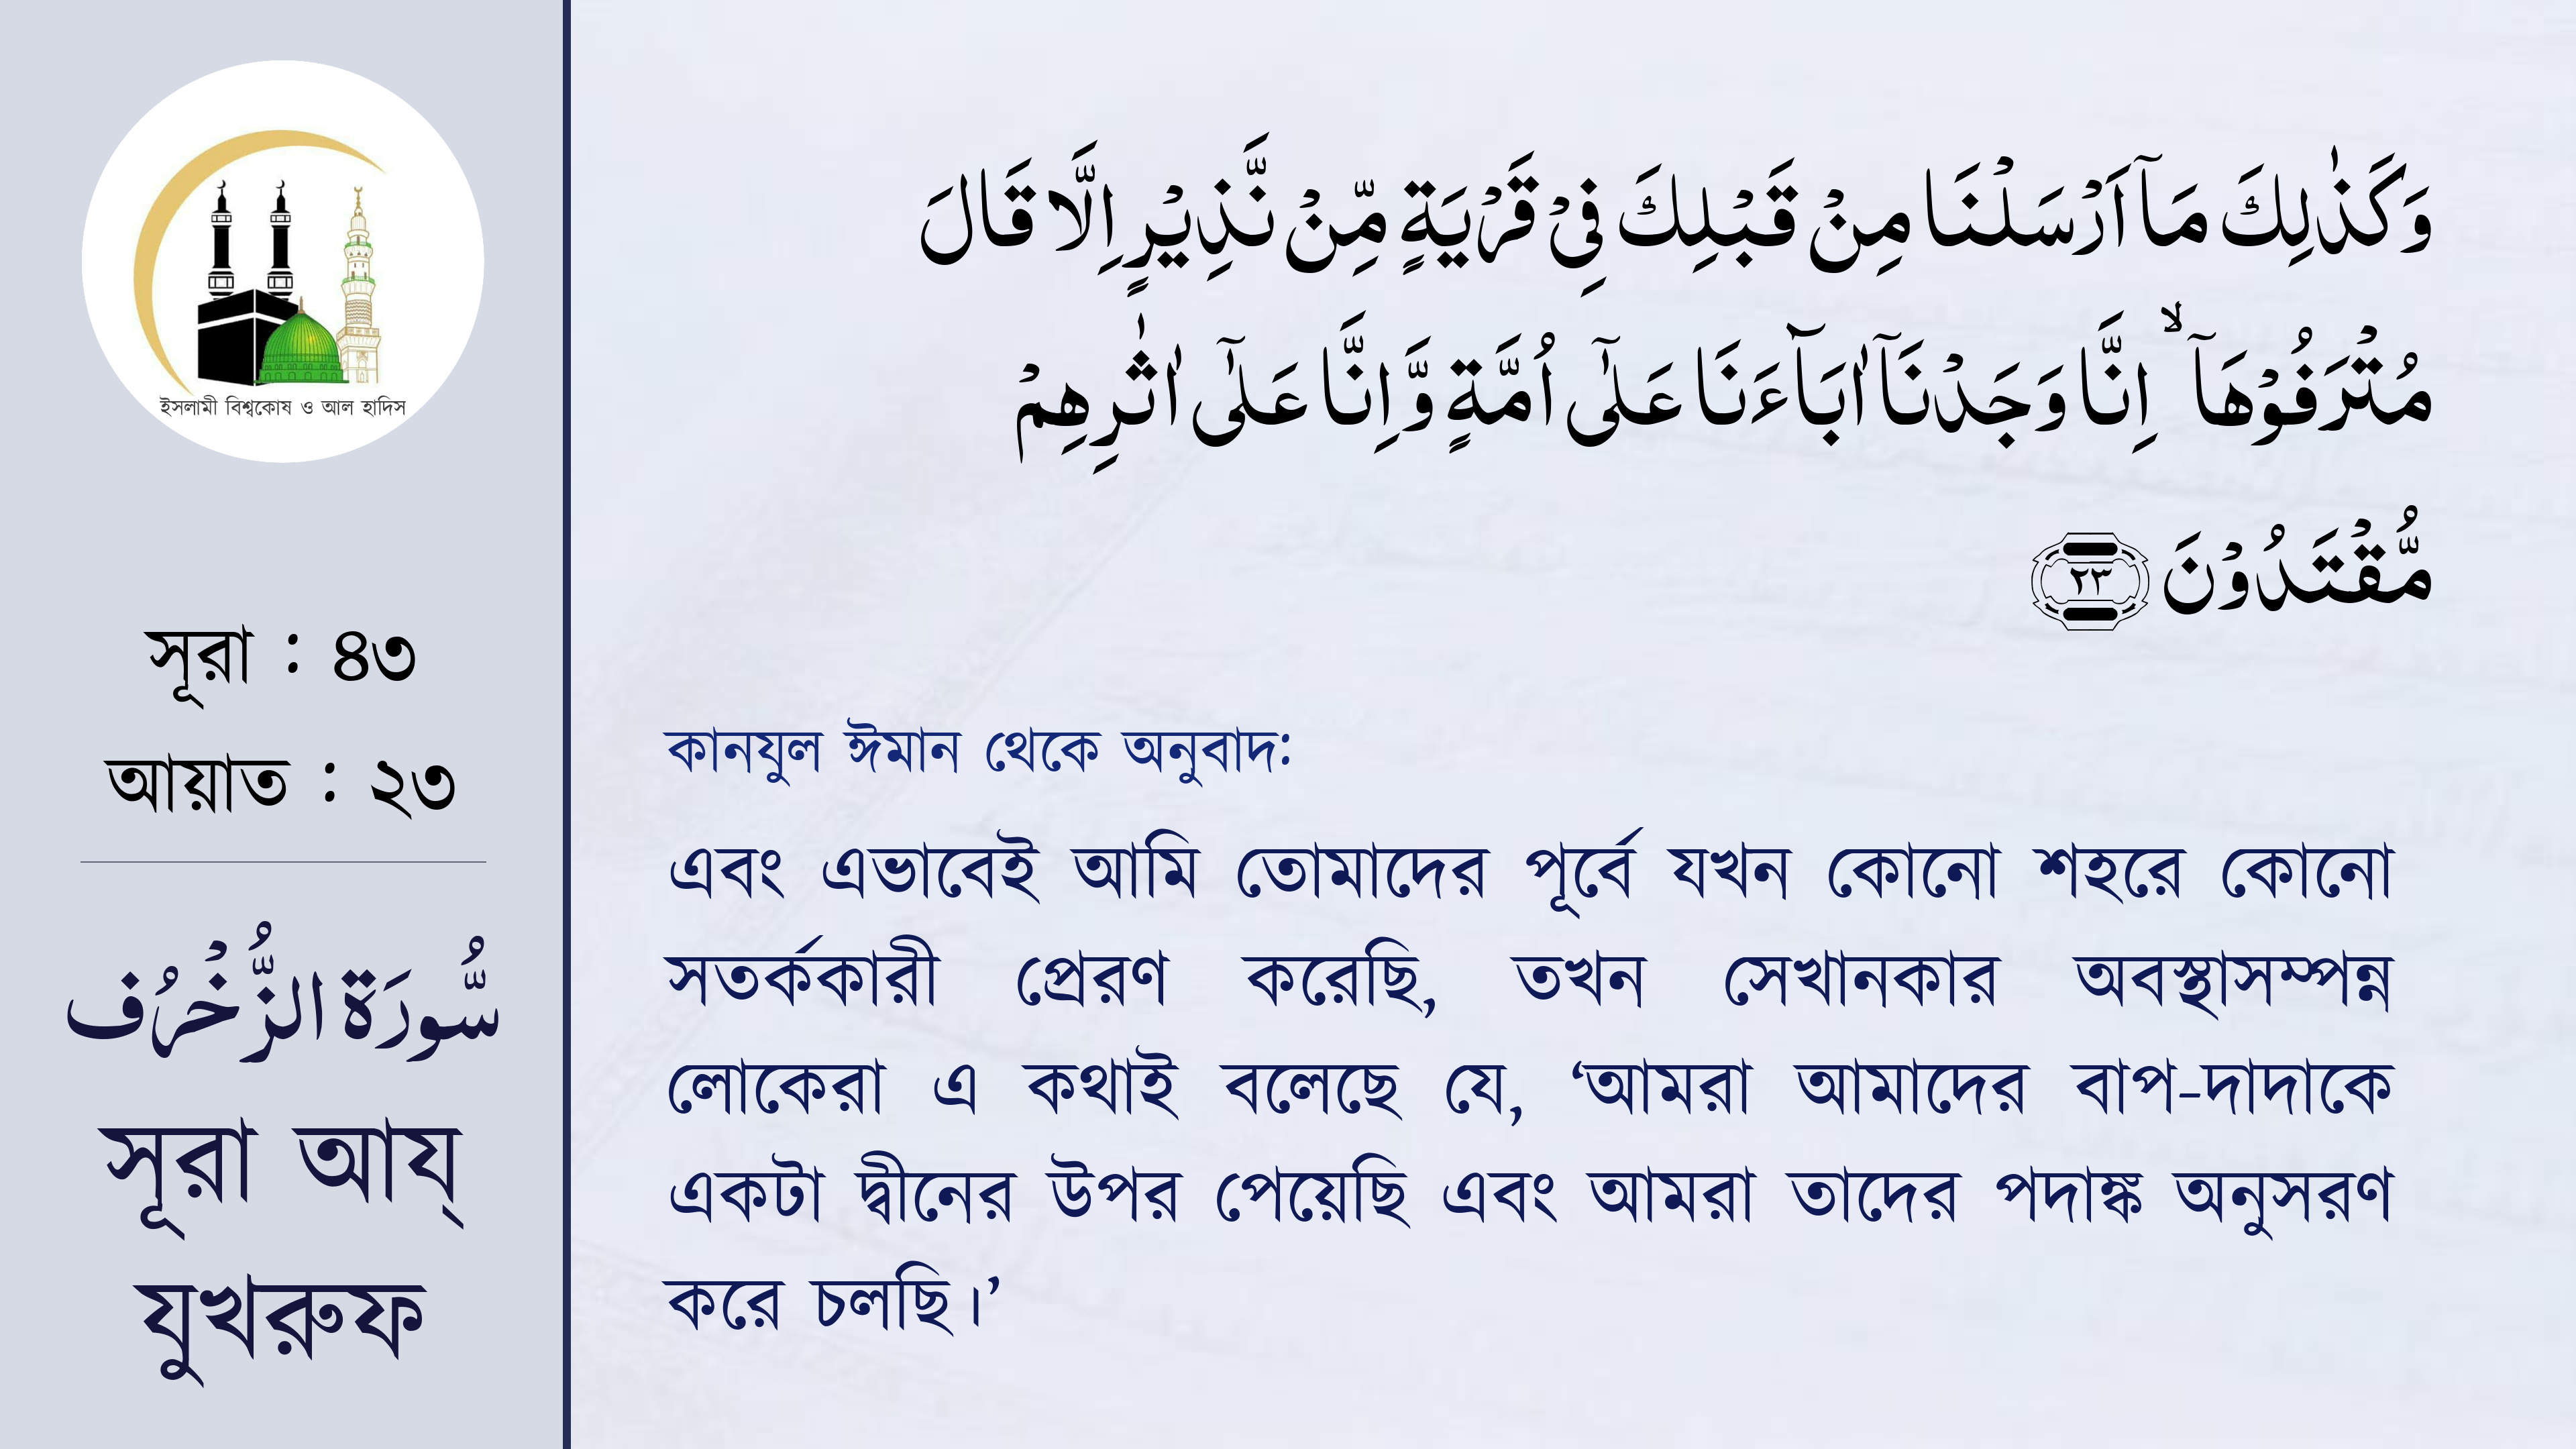 ইসলামী বিশ্বকোষ ও আল হাদিস
সূরা : ৪৩
আয়াত : ২৩
سُّورَة الزُّخْرُف
সূরা আয্
যুখরুফ
وَكَذٰلِكَ مَاۤ اَرْسَلْنَا مِنْ قَبْلِكَ فِیْ قَرْیَةٍ مِّنْ نَّذِیْرٍ اِلَّا قَالَ
مُتْرَفُوْهَاۤ ۙ اِنَّا وَجَدْنَاۤ اٰبَآءَنَا عَلٰۤی اُمَّةٍ وَّ اِنَّا عَلٰۤی اٰثٰرِهِمْ
مُّقْتَدُوْنَ ٢٣
কানযুল ঈমান থেকে অনুবাদ:
এবং এভাবেই আমি তোমাদের পূর্বে যখন কোনো শহরে কোনো
সতর্ককারী প্রেরণ করেছি, তখন সেখানকার অবস্থাসম্পন্ন
লোকেরা এ কথাই বলেছে যে, ‘আমরা আমাদের বাপ-দাদাকে
একটা দ্বীনের উপর পেয়েছি এবং আমরা তাদের পদাঙ্ক অনুসরণ
করে চলছি।’